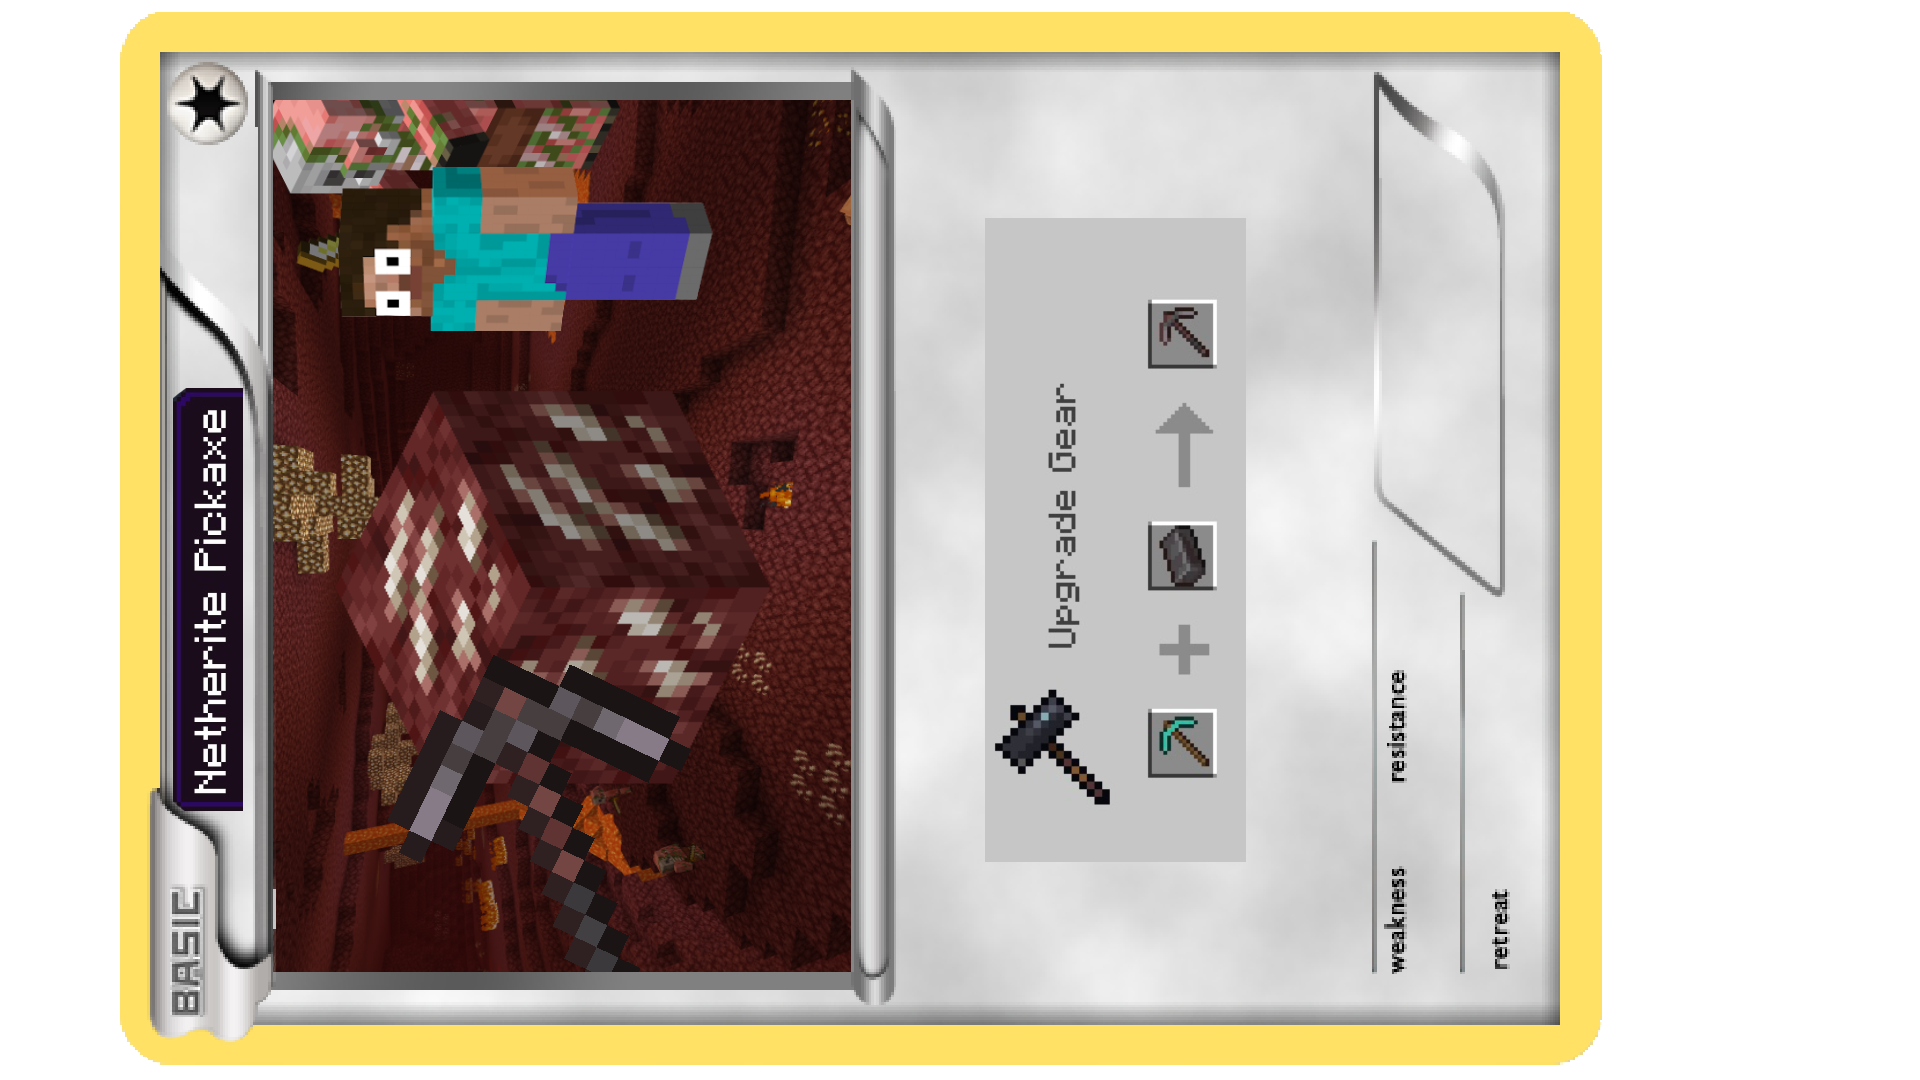 BASIC
Netherite Pickaxe
Upgrade Gear
weakness
resistance
retreat